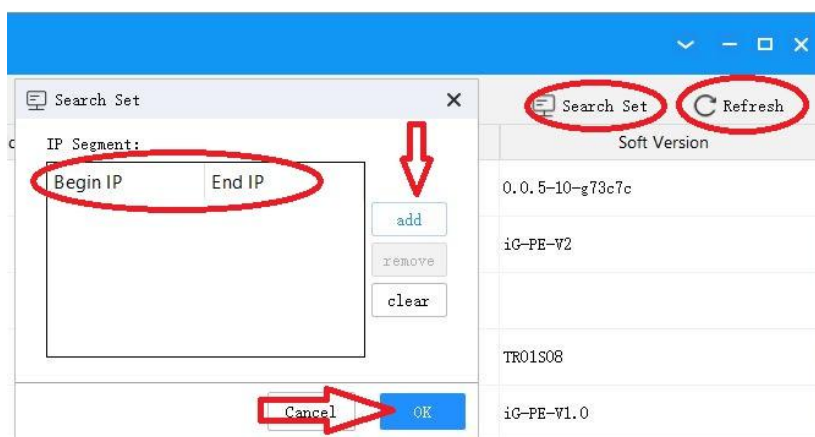 Search Set
Search Set
Refresh
c
IP Segment:
Soft Version
Begin IP
End IP
0.0.5-10-g73c7c
add
iG-PE-V2
remove
clear
TR01S08
Cancel
OK
iG-PE-V1.0